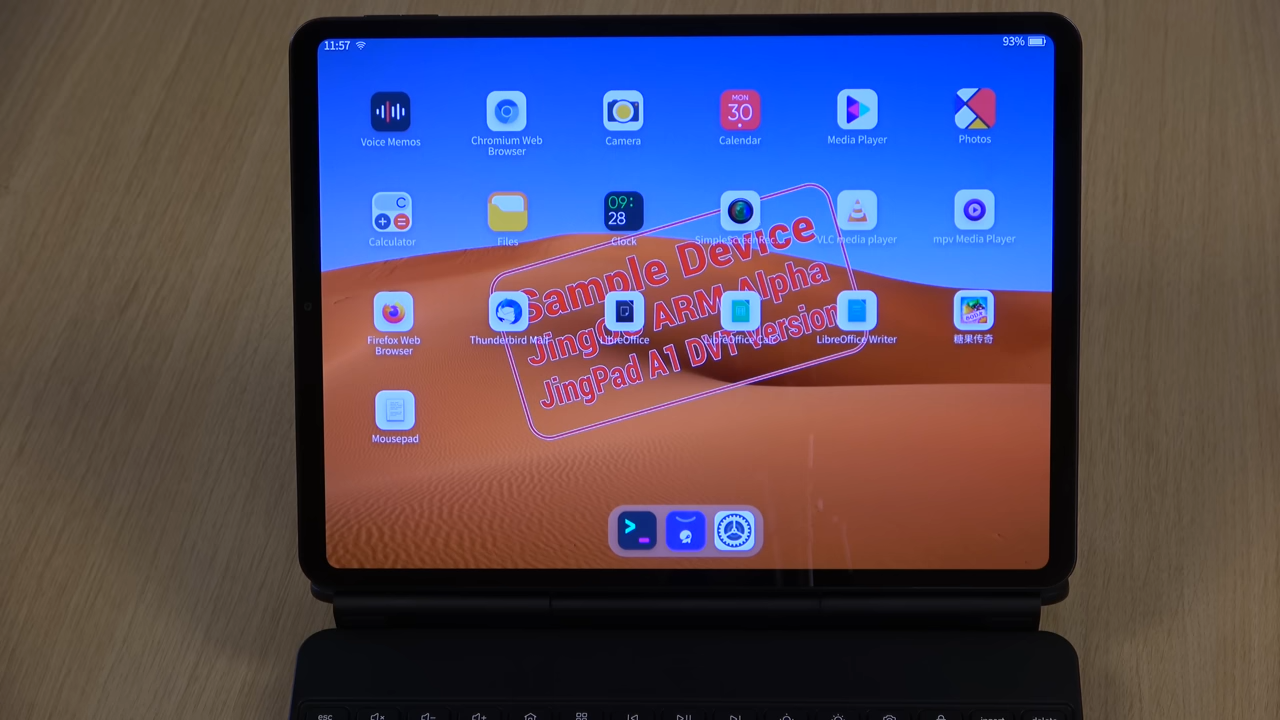 11:57
93%
Voice Memos
Chromium Web
Browser
Camera
MON
30
Calendar
Media Player
Photos
C
Calculator
Files
09:
28
Clock
SimpleScreenRec...
VLC media player
mpv Media Player
Sample Device
JingOS ARM Alpha
JingPad A1 DVT Version
Firefox Web
Browser
Thunderbird Mail
LibreOffice
LibreOffice Calc
LibreOffice Writer
糖果传奇
Mousepad
esc
insert
delete